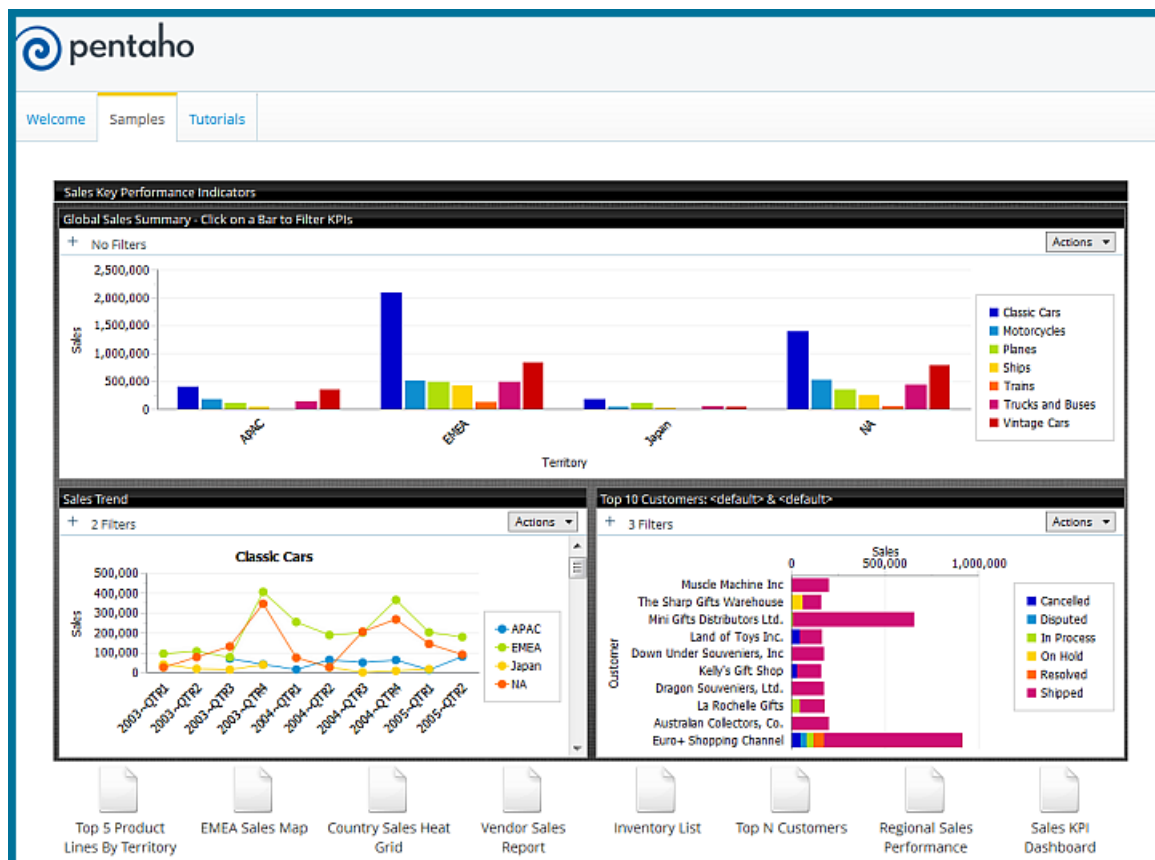 pentaho
Welcome
Samples
Tutorials
Sales Key Performance Indicators
Global Sales Summary - Click on a Bar to Filter KPIs
No Filters
Actions
2,500,000
2,000,000
1,500,000
1,000,000
500,000
0
Sales
APAC
EMEA
Japan
NA
Territory
Classic Cars
Motorcycles
Planes
Ships
Trains
Trucks and Buses
Vintage Cars
Sales Trend
2 Filters
Actions
Classic Cars
500,000
400,000
300,000
200,000
100,000
0
Sales
2003~QTR1
2003~QTR2
2003~QTR3
2003~QTR4
2004~QTR1
2004~QTR2
2004~QTR3
2004~QTR4
2005~QTR1
2005~QTR2
APAC
EMEA
Japan
NA
Top 10 Customers: <default> & <default>
3 Filters
Actions
Sales
0
500,000
1,000,000
Customer
Muscle Machine Inc
The Sharp Gifts Warehouse
Mini Gifts Distributors Ltd.
Land of Toys Inc.
Down Under Souveniers, Inc
Kelly's Gift Shop
Dragon Souveniers, Ltd.
La Rochelle Gifts
Australian Collectors, Co.
Euro+ Shopping Channel
Cancelled
Disputed
In Process
On Hold
Resolved
Shipped
Top 5 Product
Lines By Territory
EMEA Sales Map
Country Sales Heat
Grid
Vendor Sales
Report
Inventory List
Top N Customers
Regional Sales
Performance
Sales KPI
Dashboard